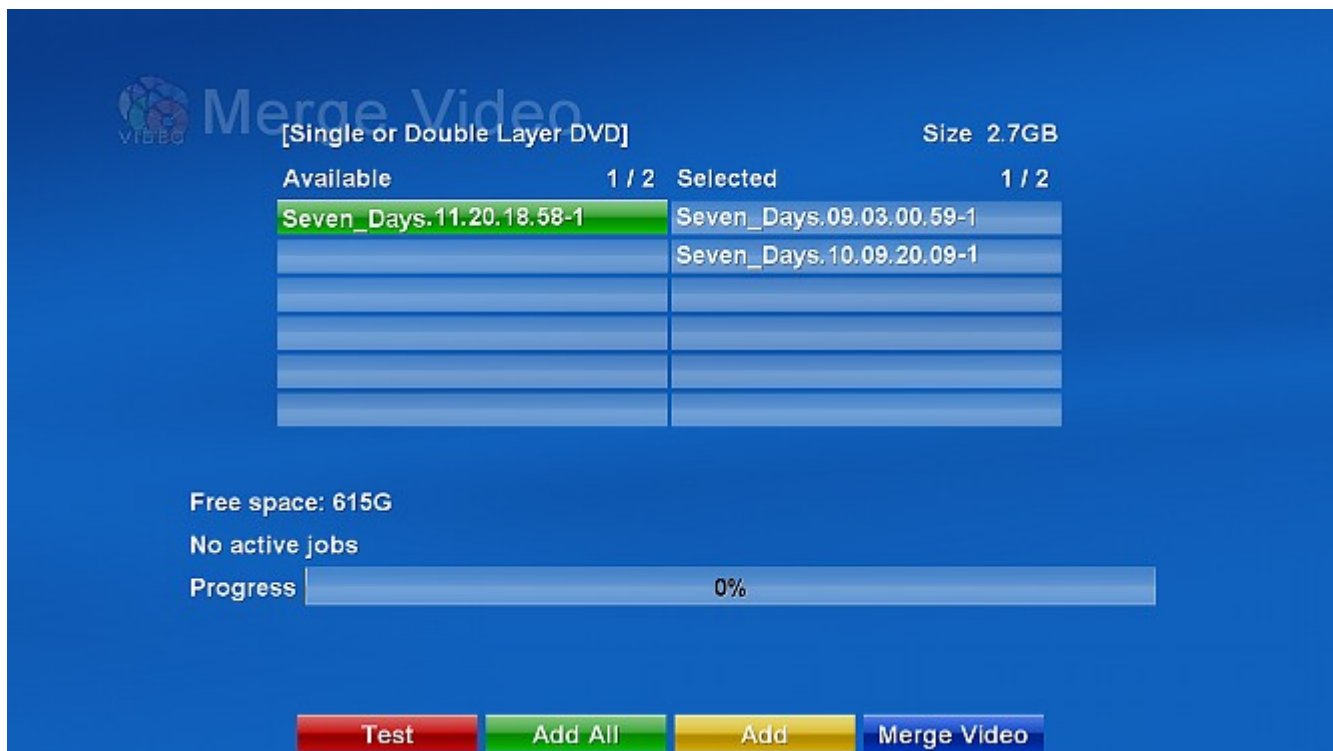 Merge Video
VIDEO
[Single or Double Layer DVD] Size 2.7GB
Available 1 / 2 Selected 1 / 2
Seven_Days.11.20.18.58-1 Seven_Days.09.03.00.59-1
Seven_Days.10.09.20.09-1
Free space: 615G
No active jobs
Progress 0%
Test Add All Add Merge Video